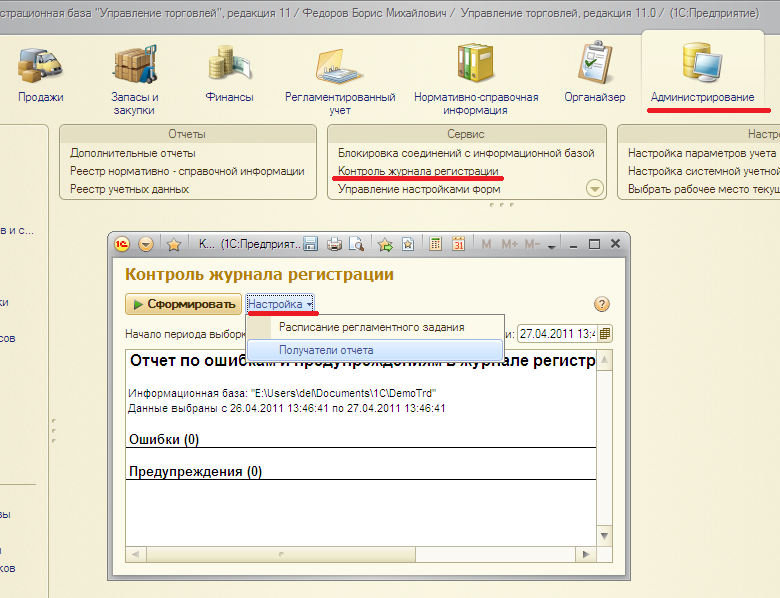 страционная база "Управление торговлей", редакция 11 / Федоров Борис Михайлович / Управление торговлей, редакция 11.0 / (1С:Предприятие)
Продажи
Запасы и закупки
Финансы
Регламентированный учет
Нормативно-справочная информация
Органайзер
Администрирование
Отчеты
Дополнительные отчеты
Реестр нормативно - справочной информации
Реестр учетных данных
Сервис
Блокировка соединений с информационной базой
Контроль журнала регистрации
Управление настройками форм
Настро
Настройка параметров учета
Настройка системной учетной
Выбрать рабочее место текущ
в и с...
ки
сов
зы
ы
ков
К... (1С:Предприят...
M M+ M-
Контроль журнала регистрации
Сформировать
Настройка
Расписание регламентного задания
Получатели отчета
Начало периода выборк
и: 27.04.2011 13:4
Отчет по ошибкам и предупреждениям в журнале регистр
Информационная база: "E:\Users\del\Documents\1C\DemoTrd"
Данные выбраны с 26.04.2011 13:46:41 по 27.04.2011 13:46:41
Ошибки (0)
Предупреждения (0)